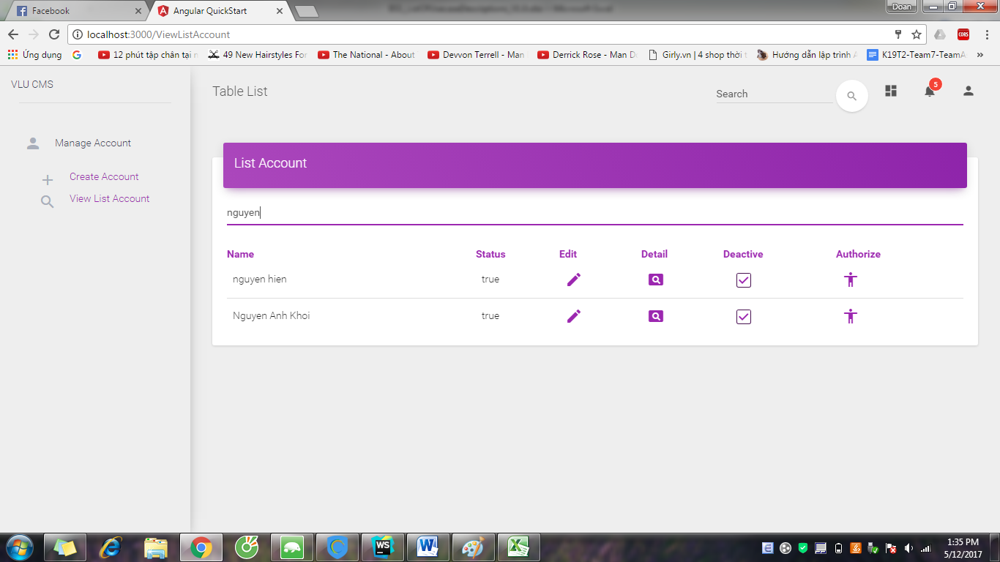 Facebook
Angular QuickStart
Doan
localhost:3000/ViewListAccount
CORS
Ứng dụng
12 phút tập chân tại n
49 New Hairstyles For
The National - About
Devvon Terrell - Man
Derrick Rose - Man D
Girly.vn | 4 shop thời t
Hướng dẫn lập trình A
K19T2-Team7-TeamA
»
VLU CMS
Table List
Search
5
Manage Account
Create Account
View List Account
List Account
nguyen
Name Status Edit Detail Deactive Authorize
nguyen hien true
Nguyen Anh Khoi true
WS
1:35 PM
5/12/2017